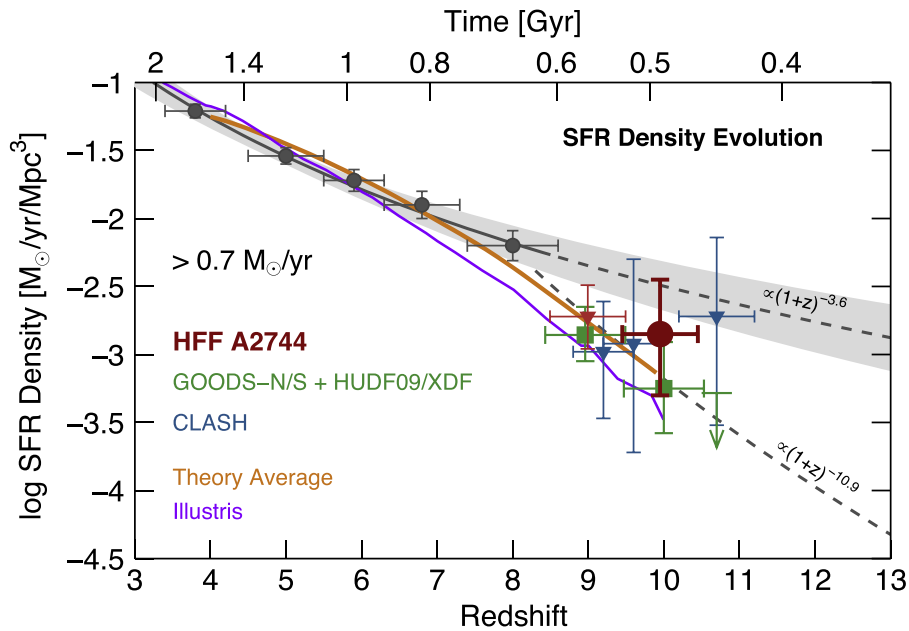 Time [Gyr]
2 1.4 1 0.8 0.6 0.5 0.4
−1
−1.5
−2
−2.5
−3
−3.5
−4
−4.5
log SFR Density [M⊙/yr/Mpc³]
SFR Density Evolution
> 0.7 M⊙/yr
∝(1+z)^−3.6
HFF A2744
GOODS−N/S + HUDF09/XDF
CLASH
∝(1+z)^−10.9
Theory Average
Illustris
3 4 5 6 7 8 9 10 11 12 13
Redshift